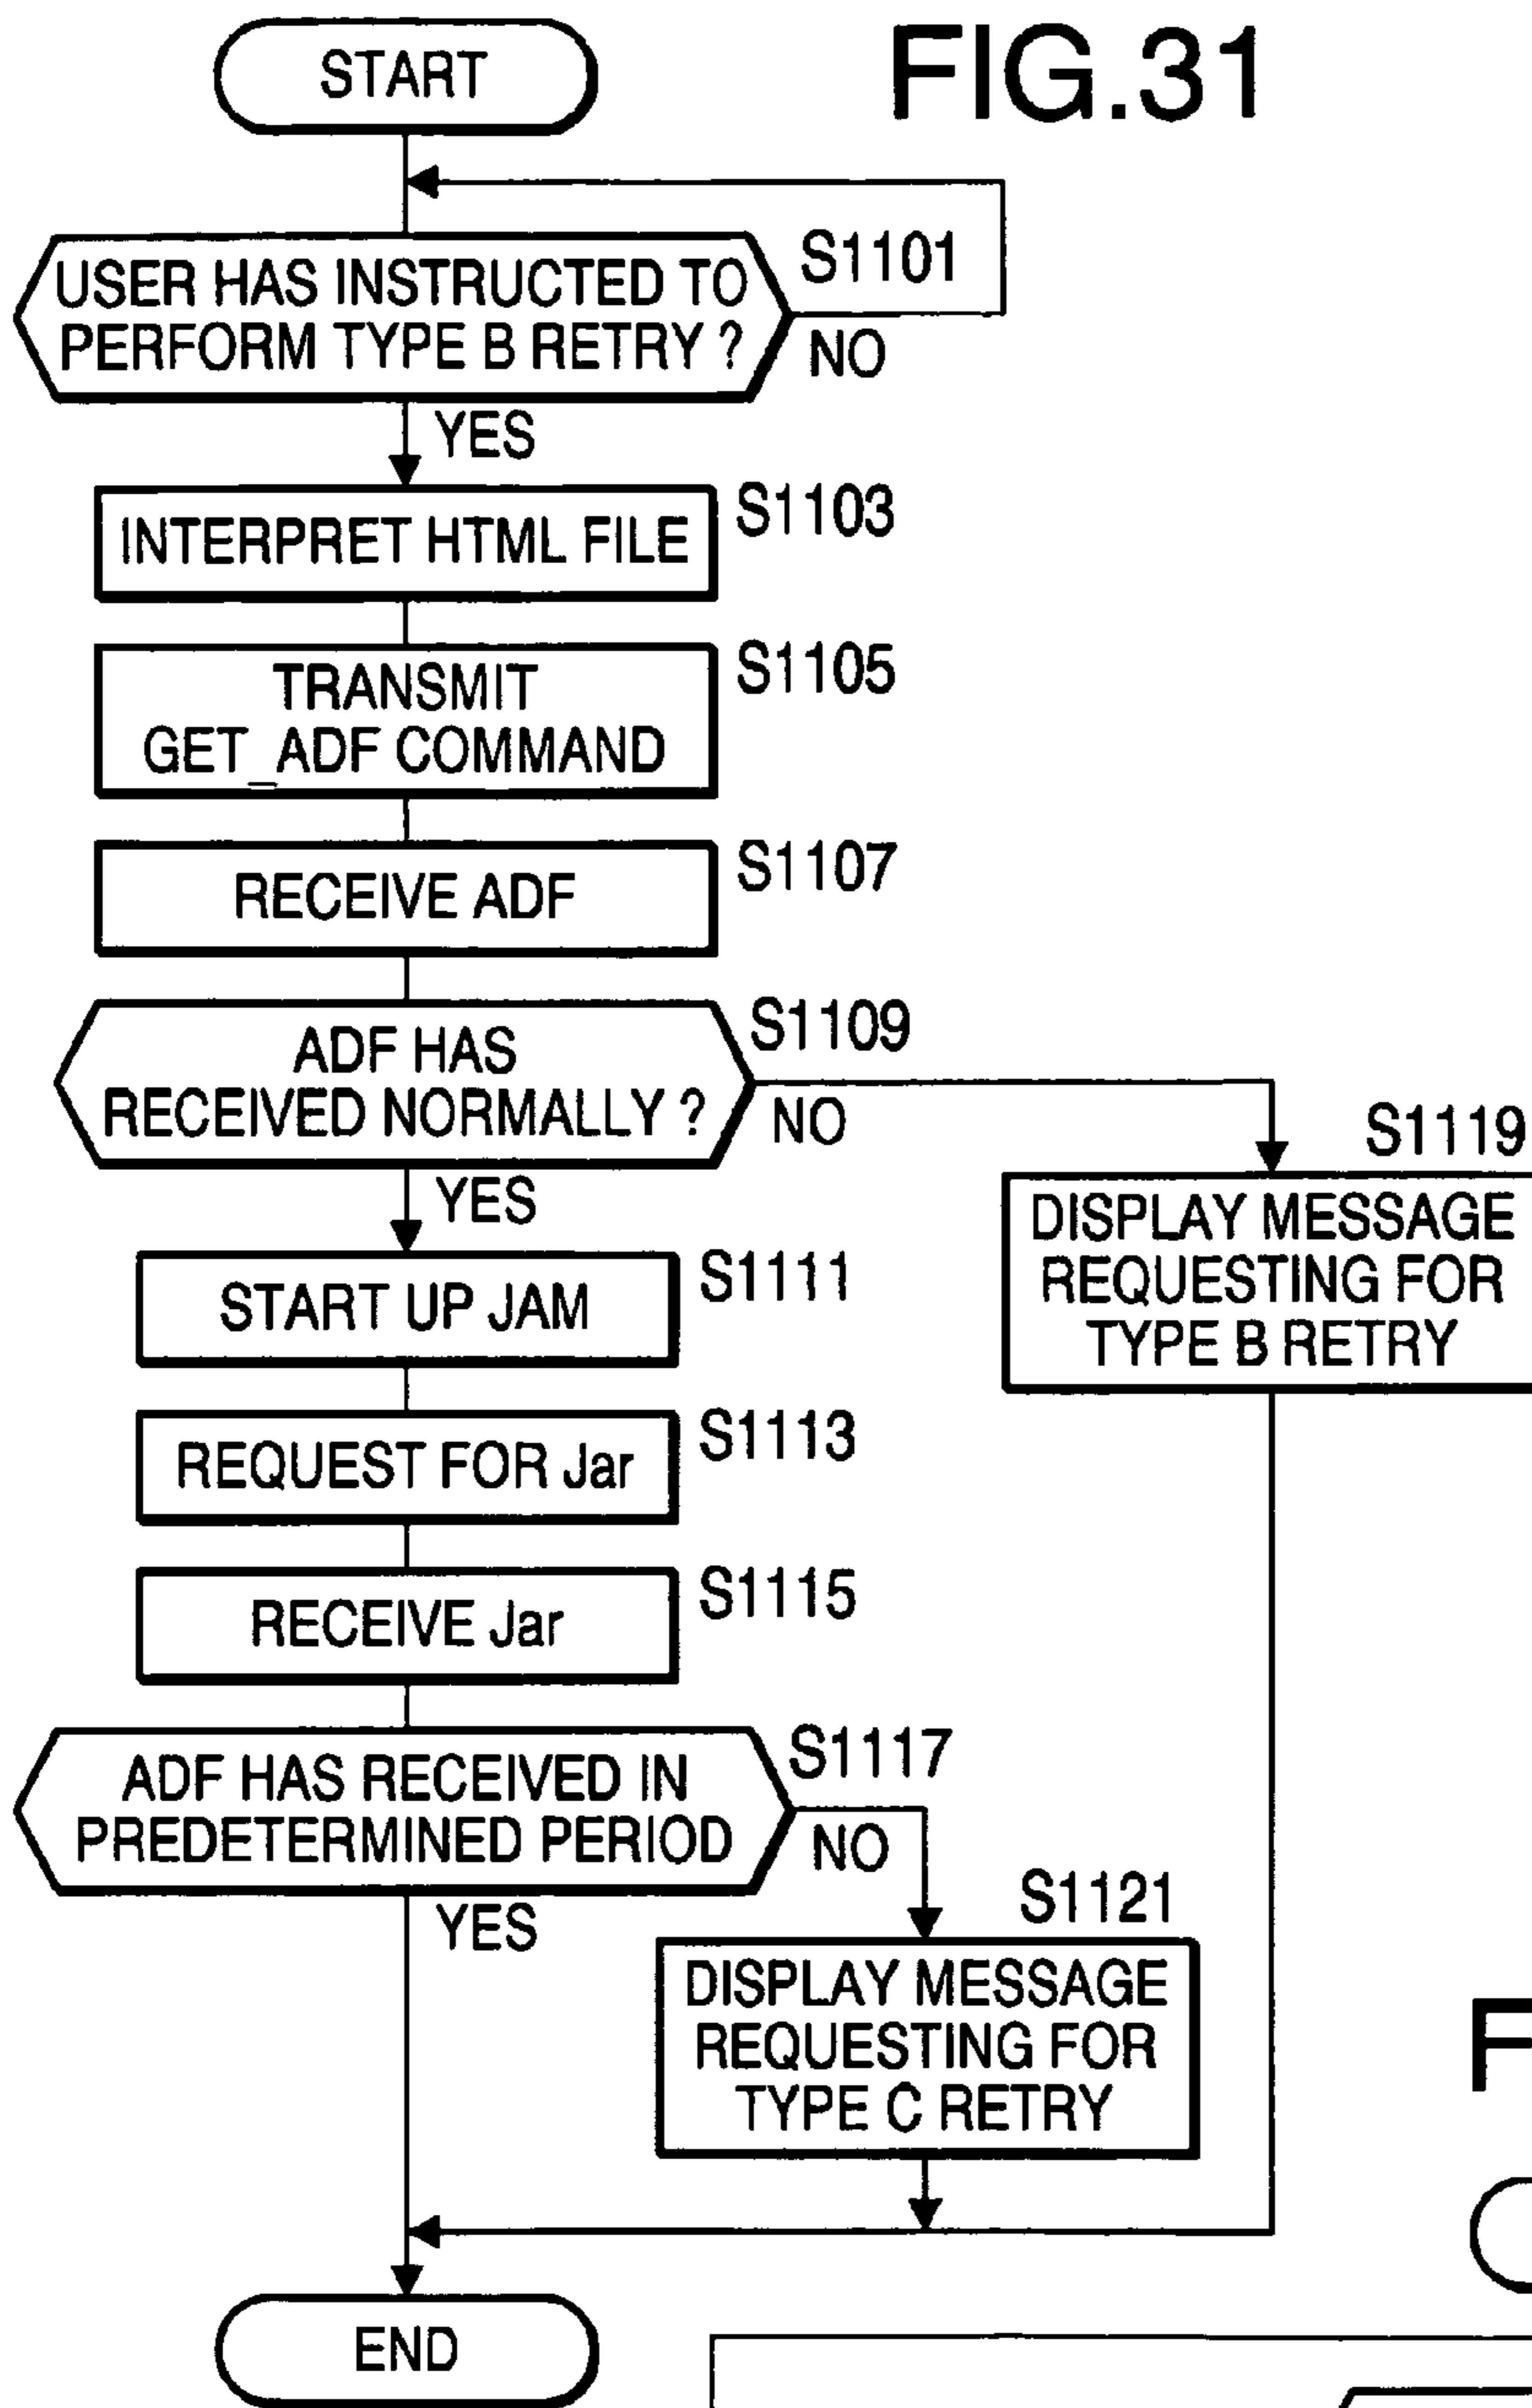 FIG.31
START
USER HAS INSTRUCTED TO
PERFORM TYPE B RETRY ?
S1101
NO
YES
INTERPRET HTML FILE
S1103
TRANSMIT
GET_ADF COMMAND
S1105
RECEIVE ADF
S1107
ADF HAS
RECEIVED NORMALLY ?
S1109
NO
YES
S1119
DISPLAY MESSAGE
REQUESTING FOR
TYPE B RETRY
START UP JAM
S1111
REQUEST FOR Jar
S1113
RECEIVE Jar
S1115
ADF HAS RECEIVED IN
PREDETERMINED PERIOD
S1117
NO
YES
S1121
DISPLAY MESSAGE
REQUESTING FOR
TYPE C RETRY
END